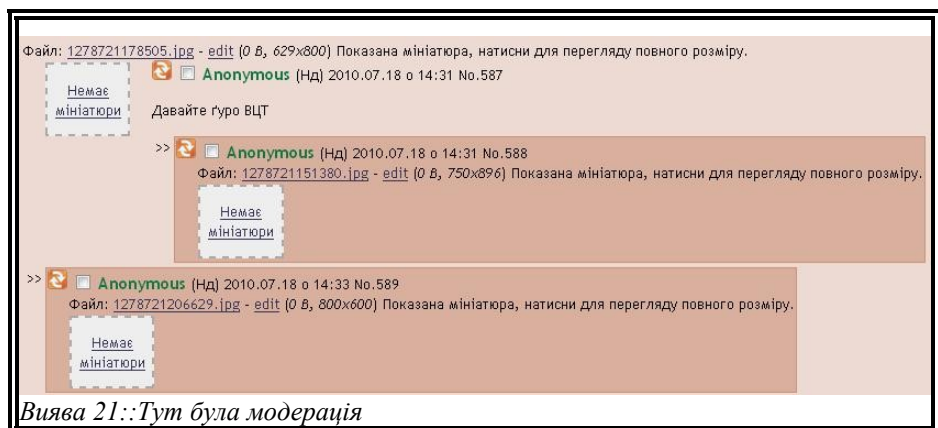 Файл: 1278721178505.jpg - edit (0 B, 629x800) Показана мініатюра, натисни для перегляду повного розміру.
Немає
мініатюри
Anonymous (Нд) 2010.07.18 о 14:31 No.587
Давайте ґуро ВЦТ
>> Anonymous (Нд) 2010.07.18 о 14:31 No.588
Файл: 1278721151380.jpg - edit (0 B, 750x896) Показана мініатюра, натисни для перегляду повного розміру.
Немає
мініатюри
>> Anonymous (Нд) 2010.07.18 о 14:33 No.589
Файл: 1278721206629.jpg - edit (0 B, 800x600) Показана мініатюра, натисни для перегляду повного розміру.
Немає
мініатюри
Виява 21::Тут була модерація